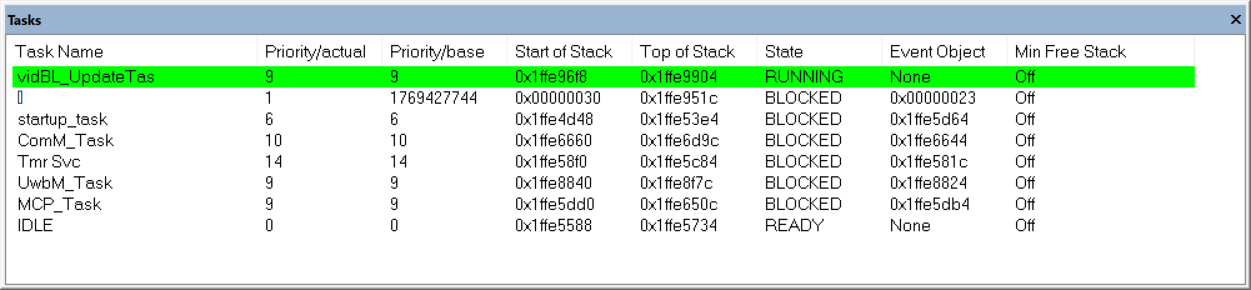 Tasks
Task Name Priority/actual Priority/base Start of Stack Top of Stack State Event Object Min Free Stack
vidBL_UpdateTas 9 9 0x1ffe96f8 0x1ffe9904 RUNNING None Off
▯ 1 1769427744 0x00000030 0x1ffe951c BLOCKED 0x00000023 Off
startup_task 6 6 0x1ffe4d48 0x1ffe53e4 BLOCKED 0x1ffe5d64 Off
ComM_Task 10 10 0x1ffe6660 0x1ffe6d9c BLOCKED 0x1ffe6644 Off
Tmr Svc 14 14 0x1ffe58f0 0x1ffe5c84 BLOCKED 0x1ffe581c Off
UwbM_Task 9 9 0x1ffe8840 0x1ffe8f7c BLOCKED 0x1ffe8824 Off
MCP_Task 9 9 0x1ffe5dd0 0x1ffe650c BLOCKED 0x1ffe5db4 Off
IDLE 0 0 0x1ffe5588 0x1ffe5734 READY None Off